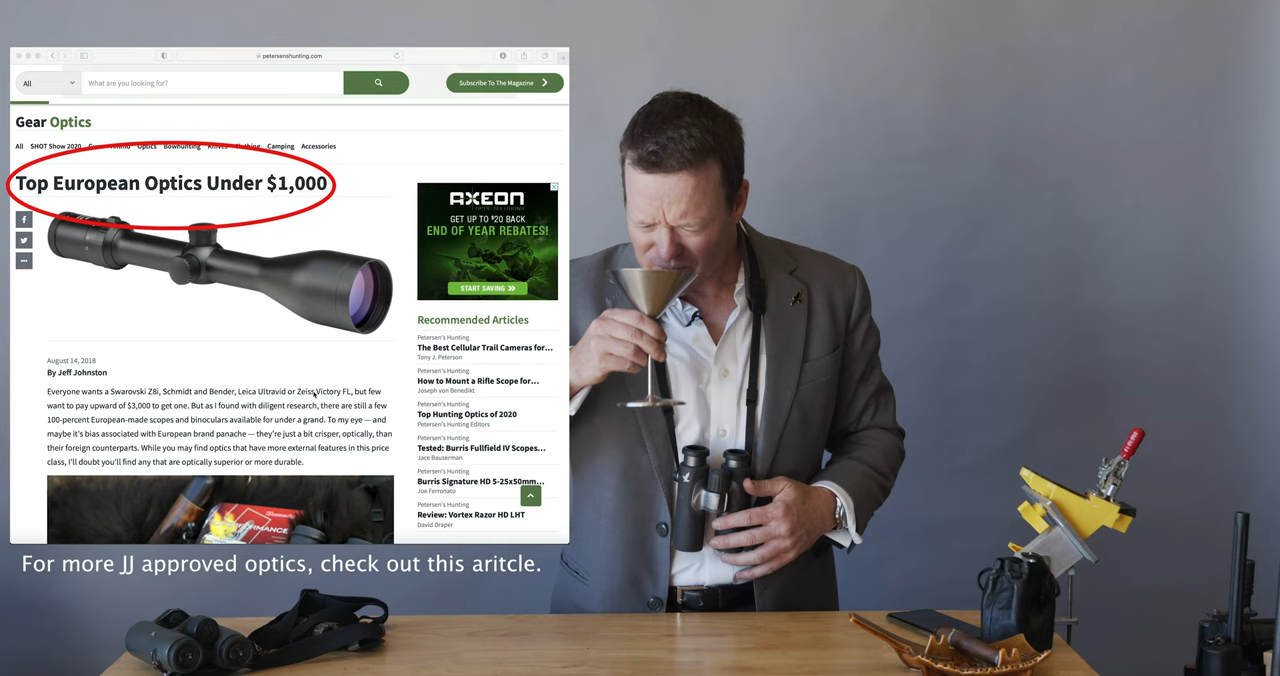 petersenshunting.com
All
What are you looking for?
Subscribe To The Magazine
Gear Optics
All SHOT Show 2020 Optics Bowhunting Camping Accessories
Top European Optics Under $1,000
August 14, 2018
By Jeff Johnston
Everyone wants a Swarovski Z8i, Schmidt and Bender, Leica Ultravid or Zeiss Victory FL, but few
want to pay upward of $3,000 to get one. But as I found with diligent research, there are still a few
100-percent European-made scopes and binoculars available for under a grand. To my eye — and
maybe it's bias associated with European brand panache — they're just a bit crisper, optically, than
their foreign counterparts. While you may find optics that have more external features in this price
class, I'll doubt you'll find any that are optically superior or more durable.
PERFORMANCE
AXEON
GET UP TO $20 BACK
END OF YEAR REBATES!
START SAVING
Recommended Articles
Petersen's Hunting
The Best Cellular Trail Cameras for...
Tony J. Peterson
Petersen's Hunting
How to Mount a Rifle Scope for...
Joseph von Benedikt
Petersen's Hunting
Top Hunting Optics of 2020
Petersen's Hunting Editors
Petersen's Hunting
Tested: Burris Fullfield IV Scopes...
Jace Bauserman
Petersen's Hunting
Burris Signature HD 5-25x50mm...
Joe Ferronato
Petersen's Hunting
Review: Vortex Razor HD LHT
David Draper
For more JJ approved optics, check out this aritcle.